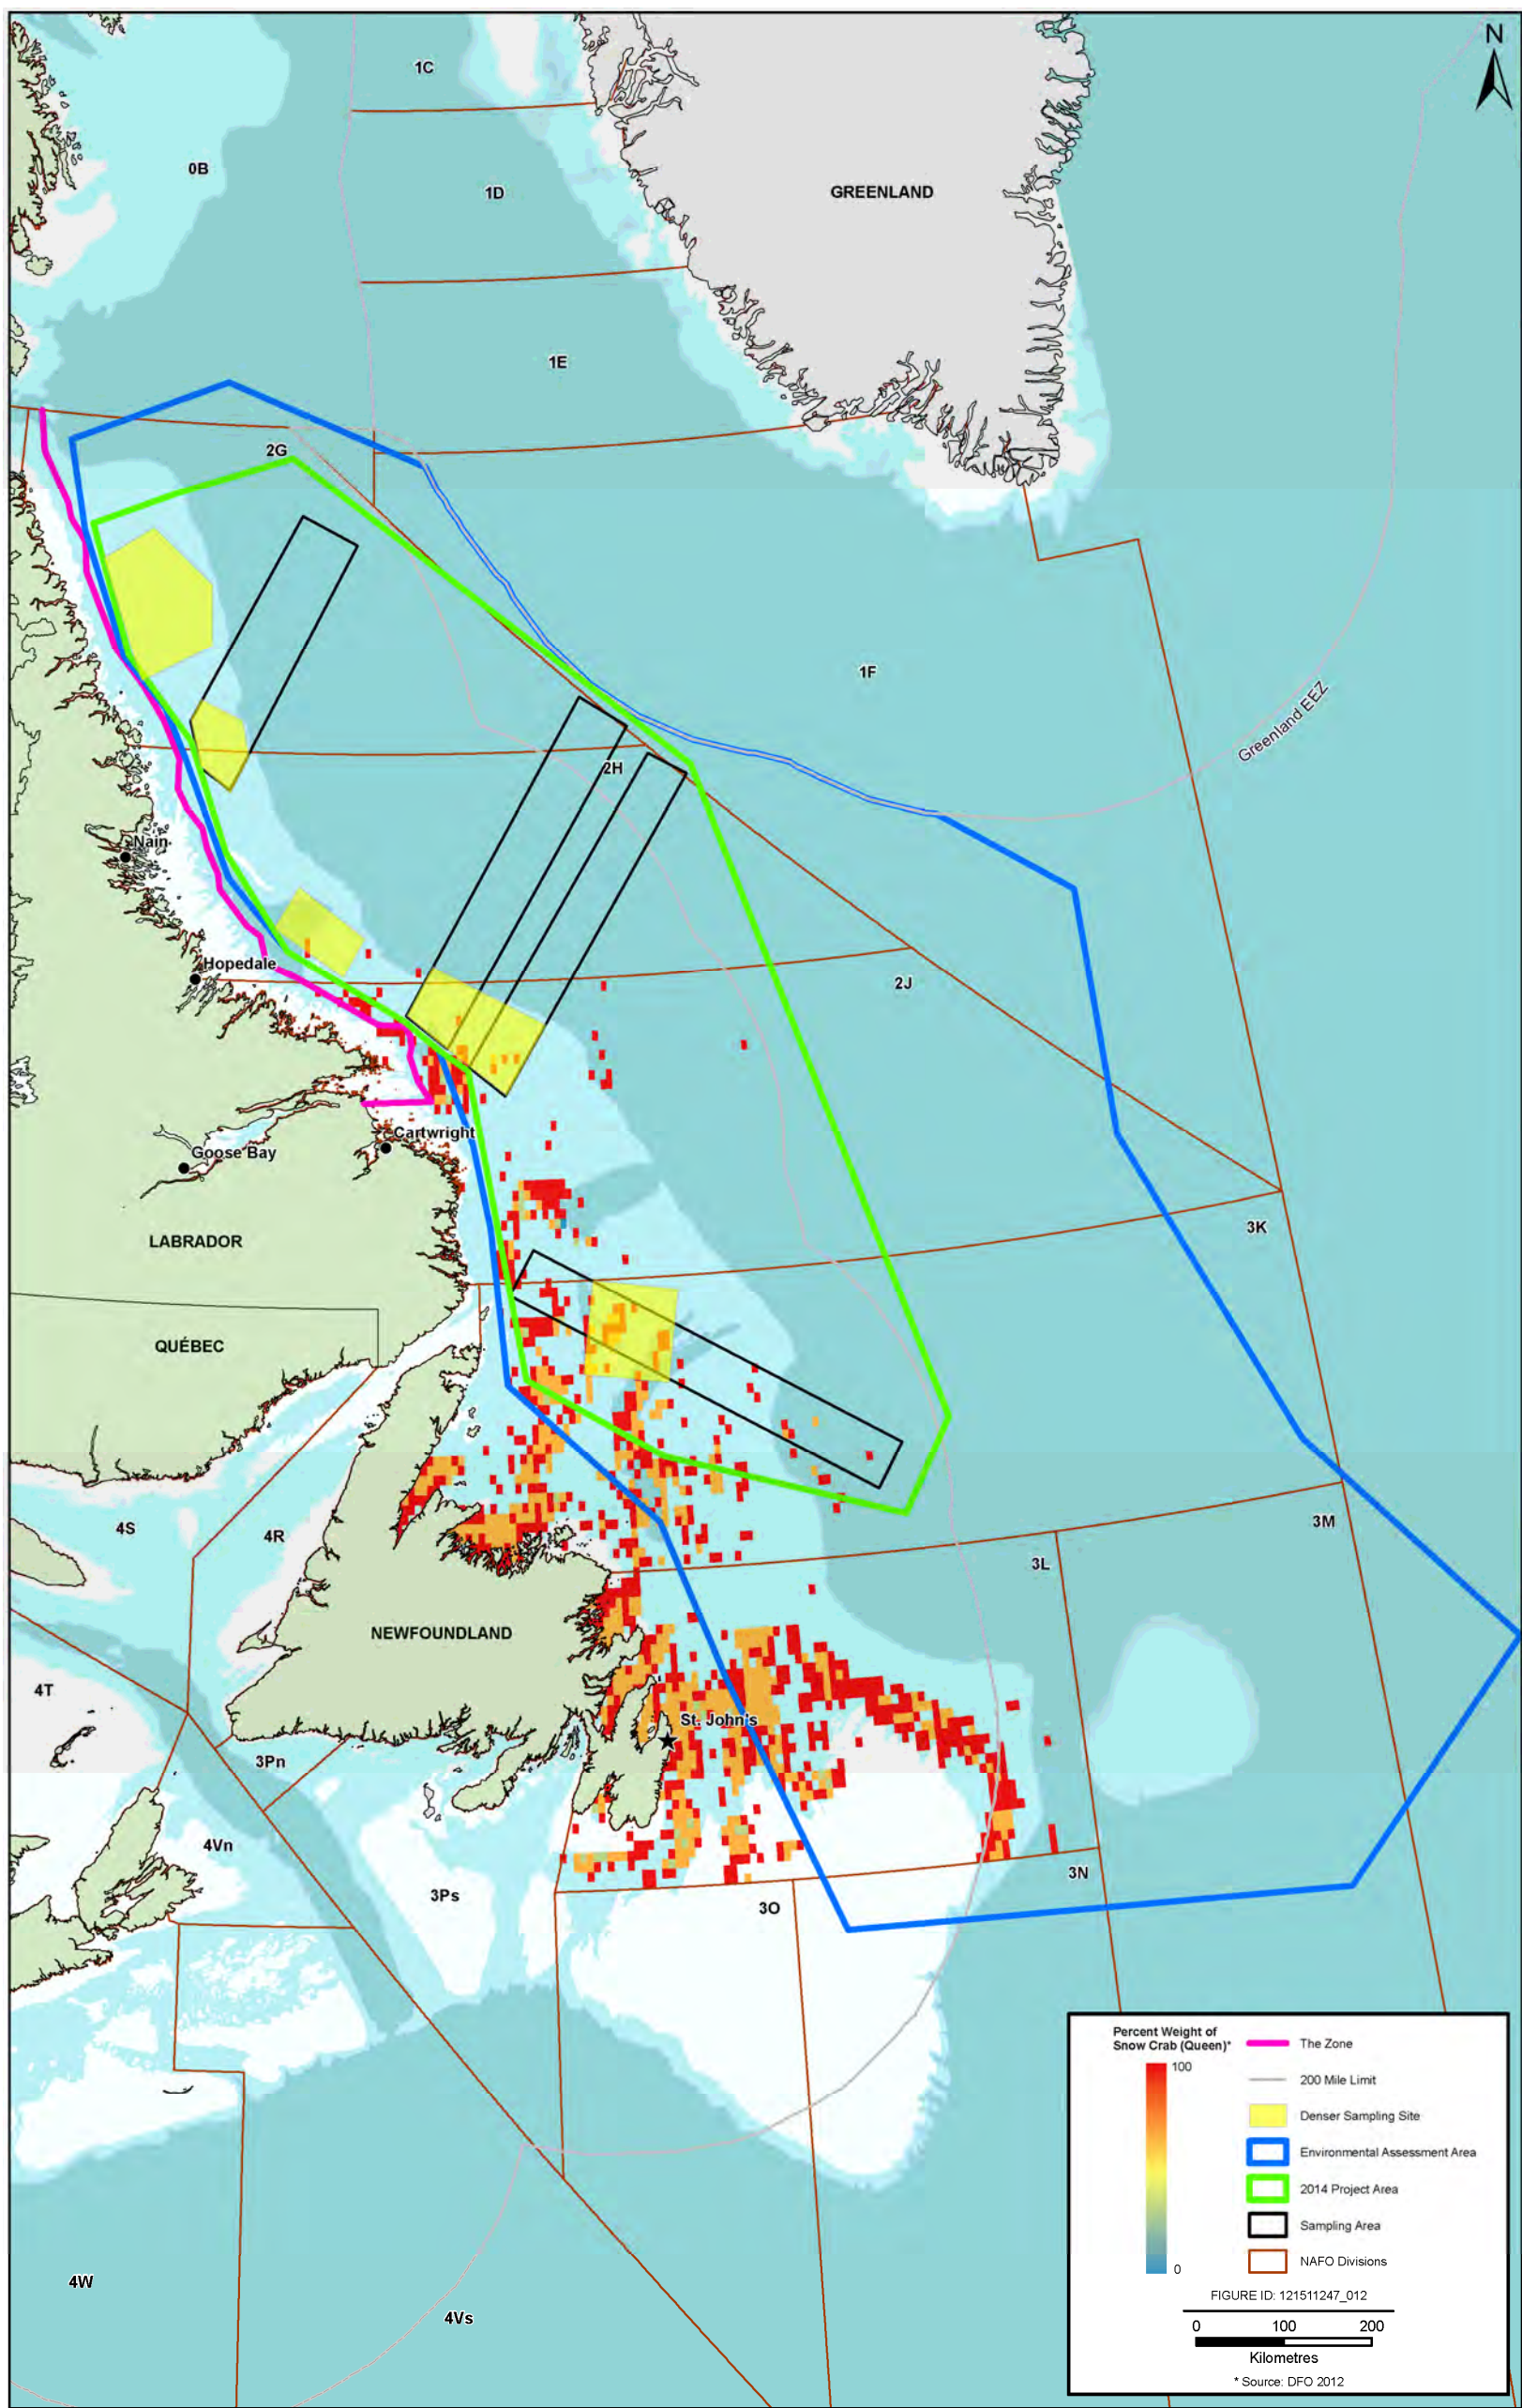 N
1C
0B
1D
GREENLAND
1E
2G
1F
Greenland EEZ
2H
Nain
Hopedale
2J
Cartwright
Goose Bay
LABRADOR
3K
QUÉBEC
3M
4S
4R
3L
NEWFOUNDLAND
4T
St. John's
3Pn
4Vn
3Ps
3N
3O
4W
4Vs
Percent Weight of
Snow Crab (Queen)*
100
0
The Zone
200 Mile Limit
Denser Sampling Site
Environmental Assessment Area
2014 Project Area
Sampling Area
NAFO Divisions
FIGURE ID: 121511247_012
0 100 200
Kilometres
* Source: DFO 2012